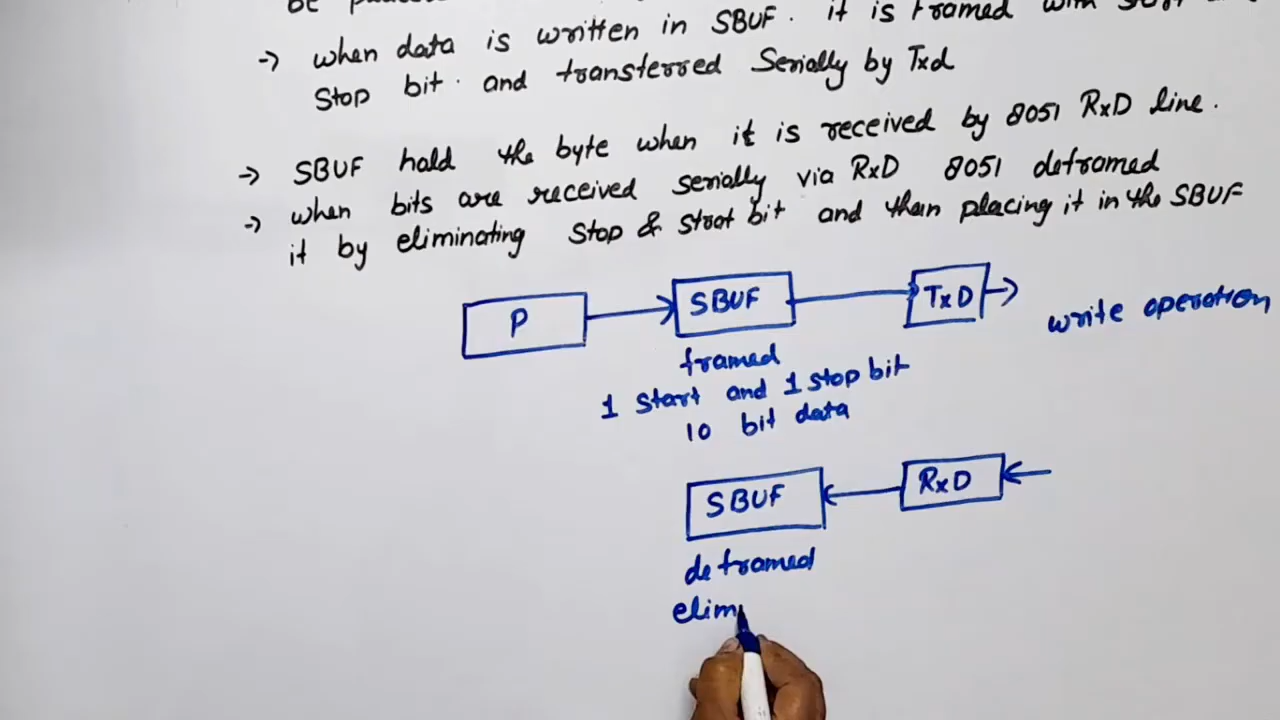 be
→ when data is written in SBUF. it is framed with
Stop bit. and transterred Serially by Txd
→ SBUF hold the byte when it is received by 8051 RxD line.
→ when bits are received serially via RxD 8051 deframed
it by eliminating Stop & Start bit and then placing it in the SBUF
P SBUF TxD
write operation
framed
1 Start and 1 stop bit
10 bit data
SBUF RxD
deframed
elim